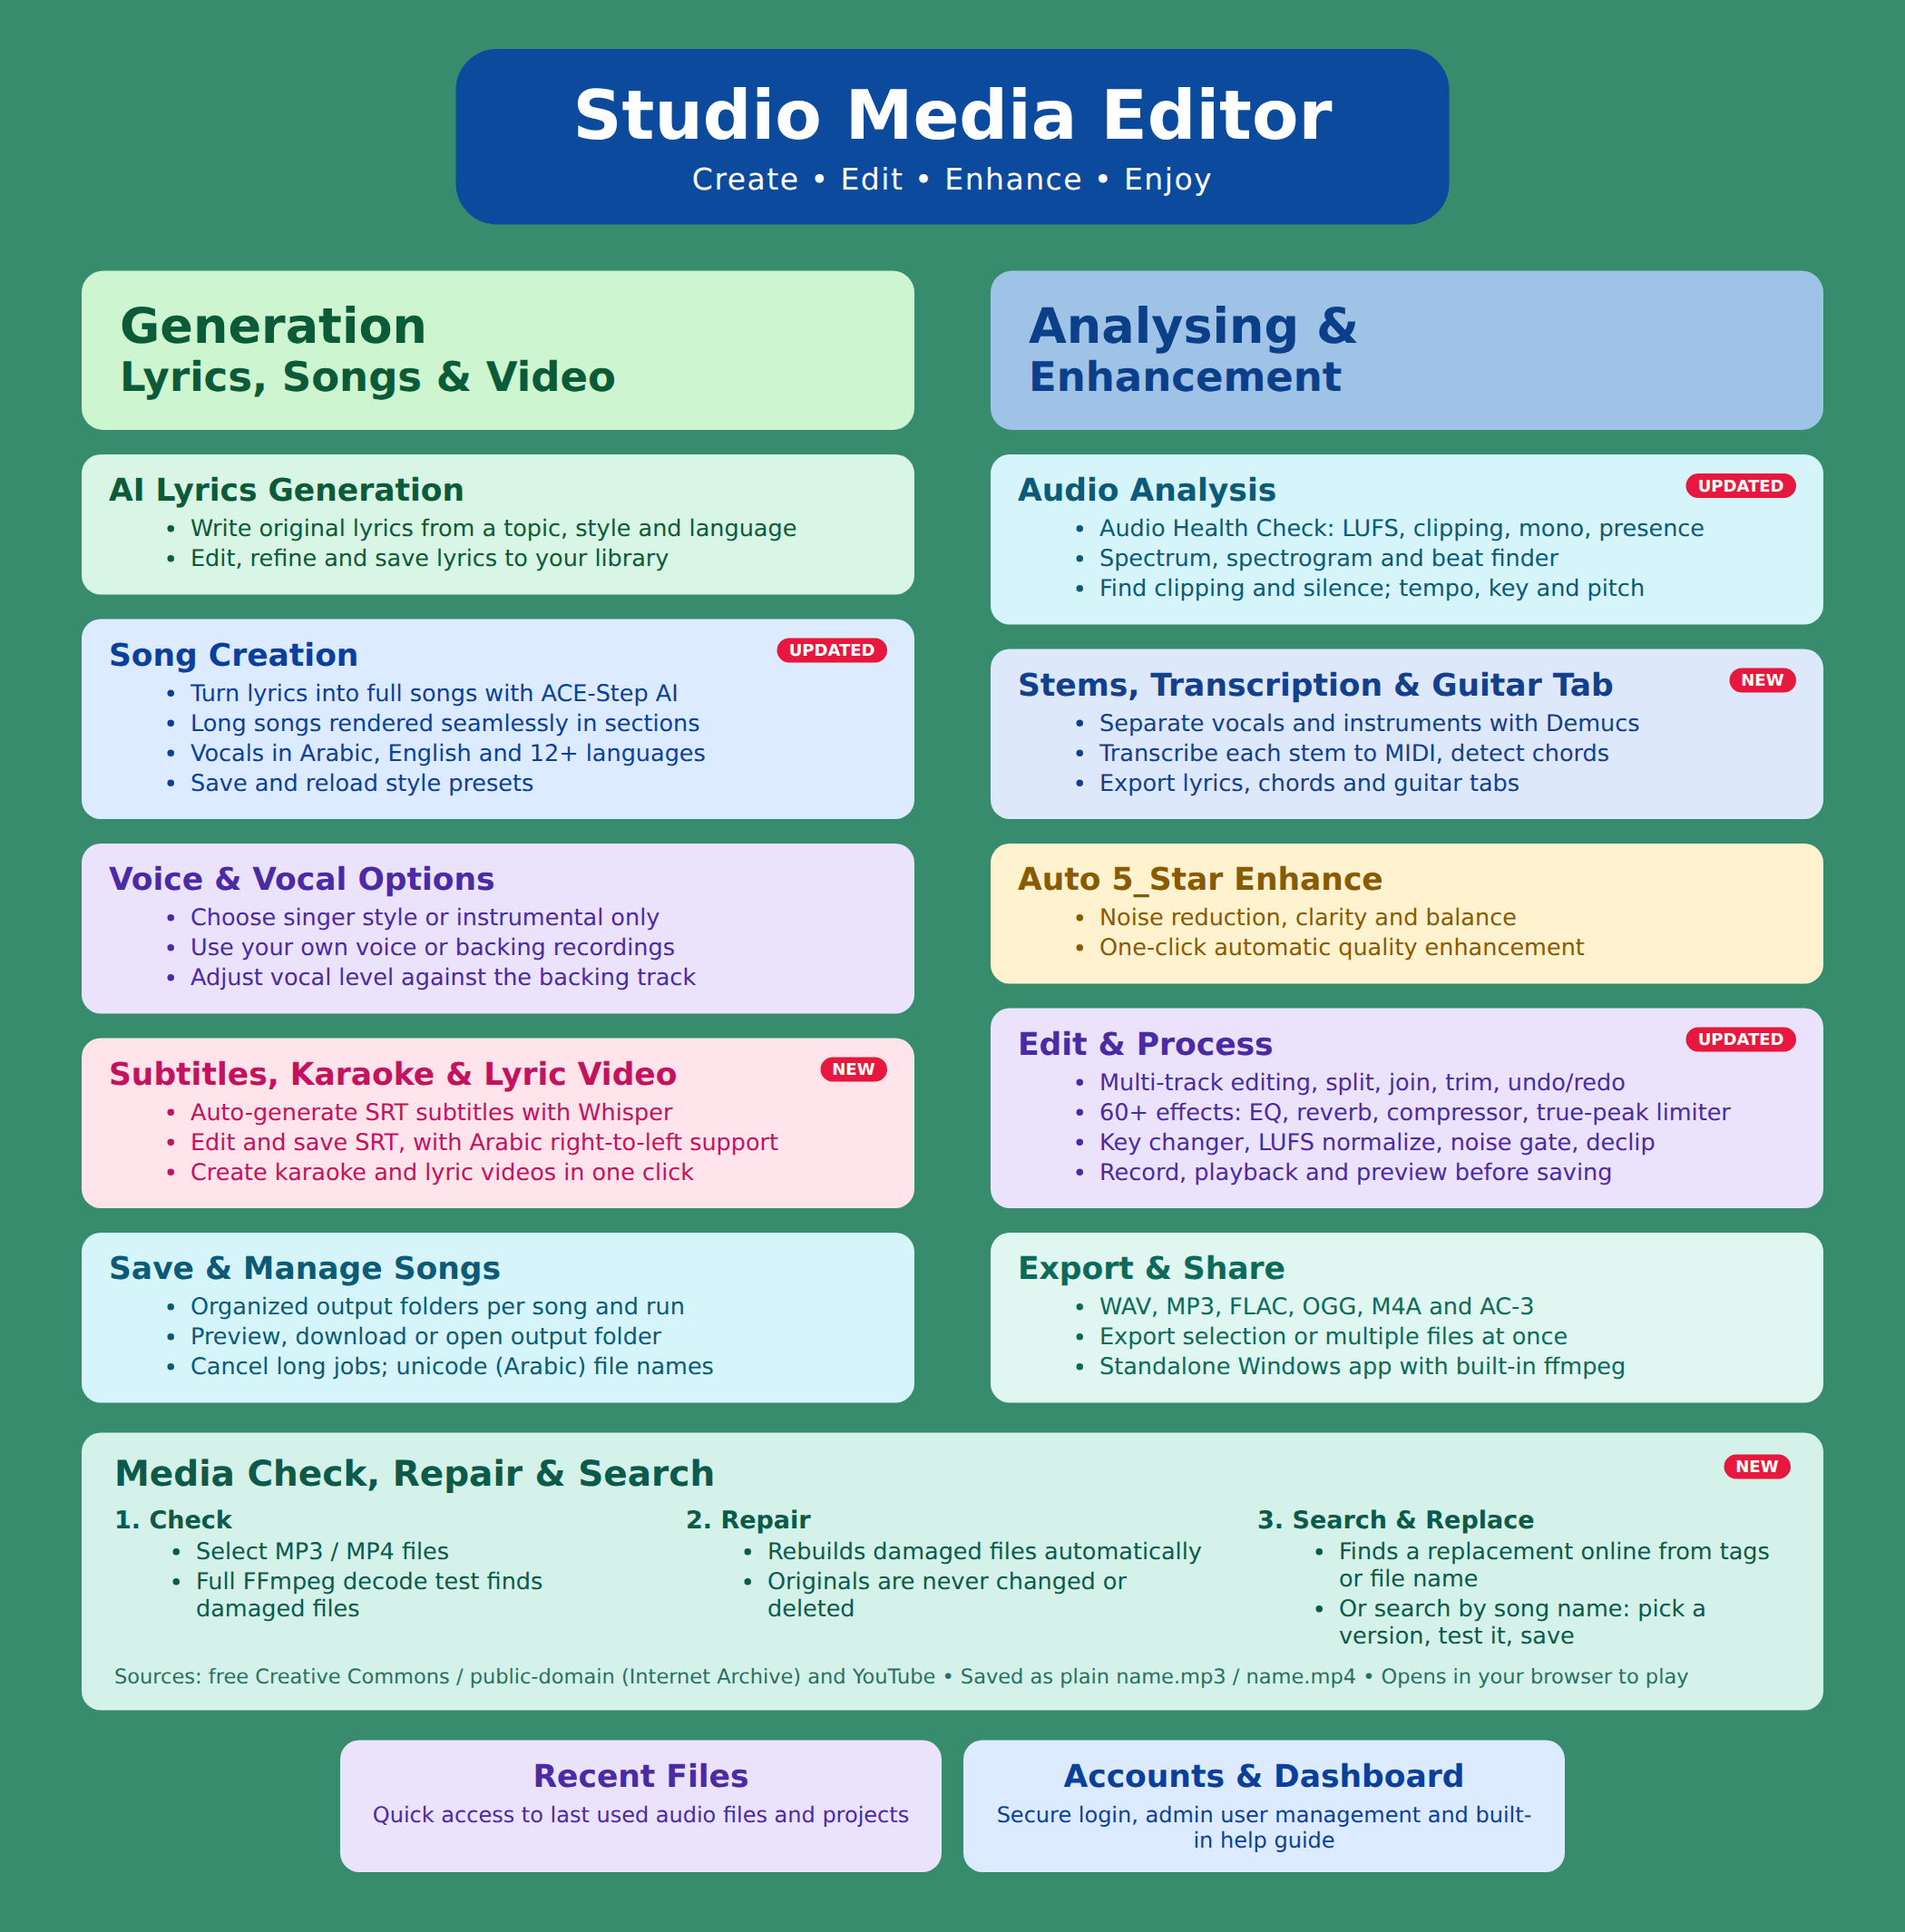 Studio Media Editor
Create • Edit • Enhance • Enjoy
Generation
Lyrics, Songs & Video
AI Lyrics Generation
• Write original lyrics from a topic, style and language
• Edit, refine and save lyrics to your library
Song Creation
UPDATED
• Turn lyrics into full songs with ACE-Step AI
• Long songs rendered seamlessly in sections
• Vocals in Arabic, English and 12+ languages
• Save and reload style presets
Voice & Vocal Options
• Choose singer style or instrumental only
• Use your own voice or backing recordings
• Adjust vocal level against the backing track
Subtitles, Karaoke & Lyric Video
NEW
• Auto-generate SRT subtitles with Whisper
• Edit and save SRT, with Arabic right-to-left support
• Create karaoke and lyric videos in one click
Save & Manage Songs
• Organized output folders per song and run
• Preview, download or open output folder
• Cancel long jobs; unicode (Arabic) file names
Analysing &
Enhancement
Audio Analysis
UPDATED
• Audio Health Check: LUFS, clipping, mono, presence
• Spectrum, spectrogram and beat finder
• Find clipping and silence; tempo, key and pitch
Stems, Transcription & Guitar Tab
NEW
• Separate vocals and instruments with Demucs
• Transcribe each stem to MIDI, detect chords
• Export lyrics, chords and guitar tabs
Auto 5_Star Enhance
• Noise reduction, clarity and balance
• One-click automatic quality enhancement
Edit & Process
UPDATED
• Multi-track editing, split, join, trim, undo/redo
• 60+ effects: EQ, reverb, compressor, true-peak limiter
• Key changer, LUFS normalize, noise gate, declip
• Record, playback and preview before saving
Export & Share
• WAV, MP3, FLAC, OGG, M4A and AC-3
• Export selection or multiple files at once
• Standalone Windows app with built-in ffmpeg
Media Check, Repair & Search
NEW
1. Check
• Select MP3 / MP4 files
• Full FFmpeg decode test finds
damaged files
2. Repair
• Rebuilds damaged files automatically
• Originals are never changed or
deleted
3. Search & Replace
• Finds a replacement online from tags
or file name
• Or search by song name: pick a
version, test it, save
Sources: free Creative Commons / public-domain (Internet Archive) and YouTube • Saved as plain name.mp3 / name.mp4 • Opens in your browser to play
Recent Files
Quick access to last used audio files and projects
Accounts & Dashboard
Secure login, admin user management and built-
in help guide